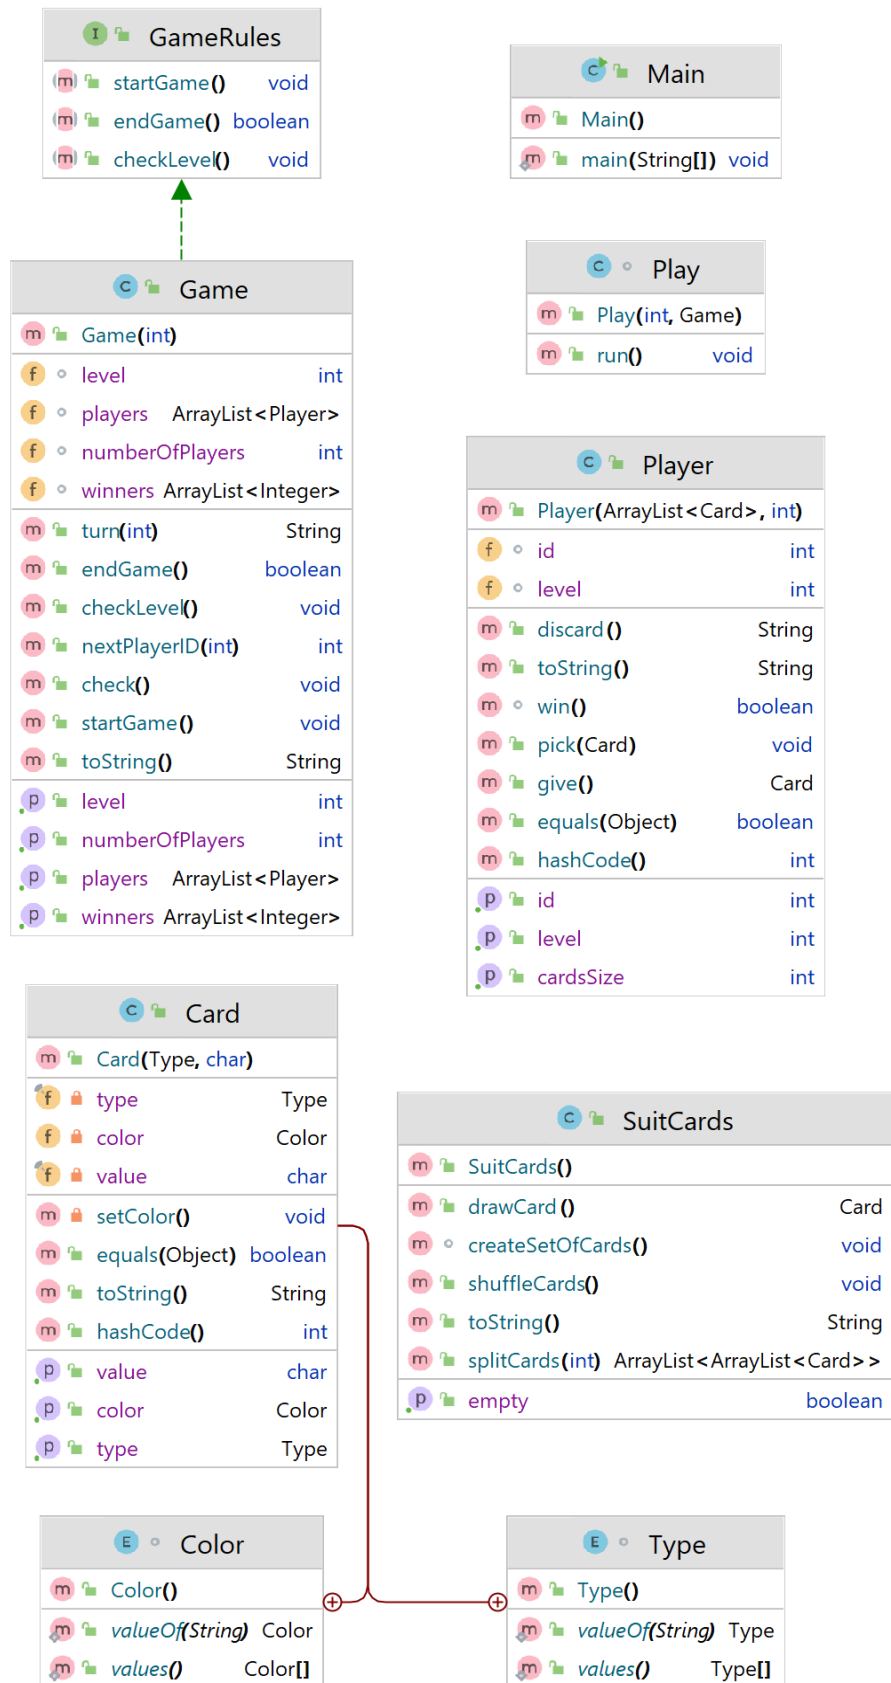 I GameRules
m startGame() void
m endGame() boolean
m checkLevel() void
C Main
m Main()
m main(String[]) void
C Play
m Play(int, Game)
m run() void
C Game
m Game(int)
f level int
f players ArrayList<Player>
f numberOfPlayers int
f winners ArrayList<Integer>
m turn(int) String
m endGame() boolean
m checkLevel() void
m nextPlayerID(int) int
m check() void
m startGame() void
m toString() String
p level int
p numberOfPlayers int
p players ArrayList<Player>
p winners ArrayList<Integer>
C Player
m Player(ArrayList<Card>, int)
f id int
f level int
m discard() String
m toString() String
m win() boolean
m pick(Card) void
m give() Card
m equals(Object) boolean
m hashCode() int
p id int
p level int
p cardsSize int
C Card
m Card(Type, char)
f type Type
f color Color
f value char
m setColor() void
m equals(Object) boolean
m toString() String
m hashCode() int
p value char
p color Color
p type Type
C SuitCards
m SuitCards()
m drawCard() Card
m createSetOfCards() void
m shuffleCards() void
m toString() String
m splitCards(int) ArrayList<ArrayList<Card>>
p empty boolean
E Color
m Color()
m valueOf(String) Color
m values() Color[]
E Type
m Type()
m valueOf(String) Type
m values() Type[]